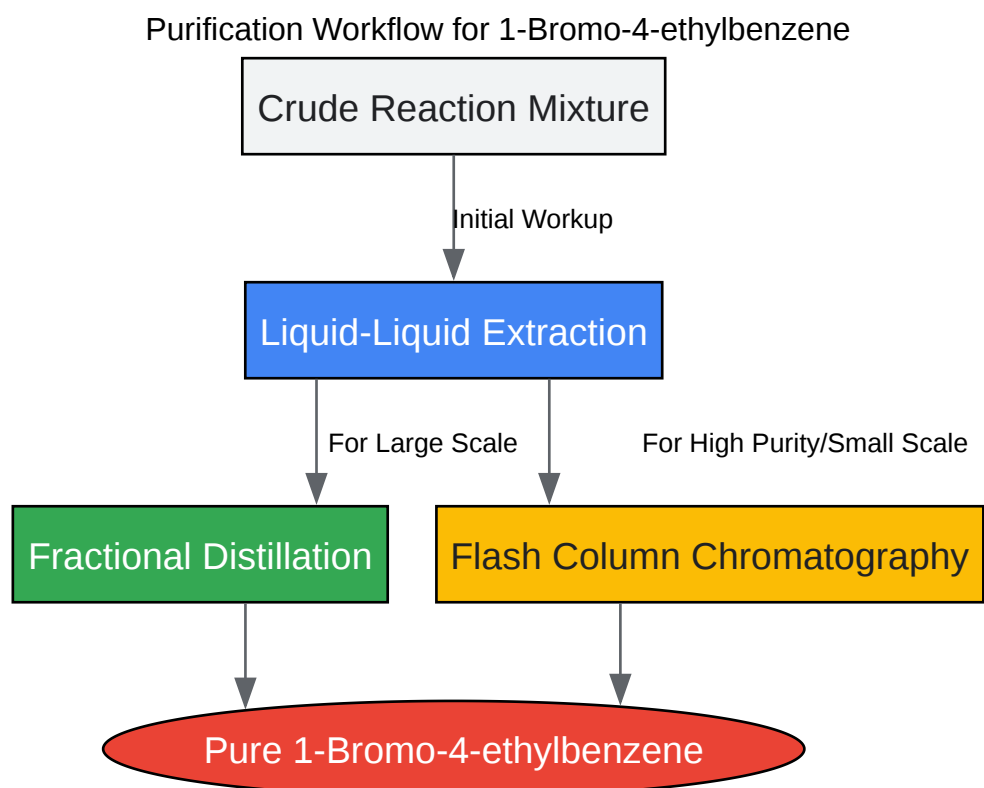 Purification Workflow for 1-Bromo-4-ethylbenzene
Crude Reaction Mixture
Initial Workup
Liquid-Liquid Extraction
For Large Scale
For High Purity/Small Scale
Fractional Distillation
Flash Column Chromatography
Pure 1-Bromo-4-ethylbenzene